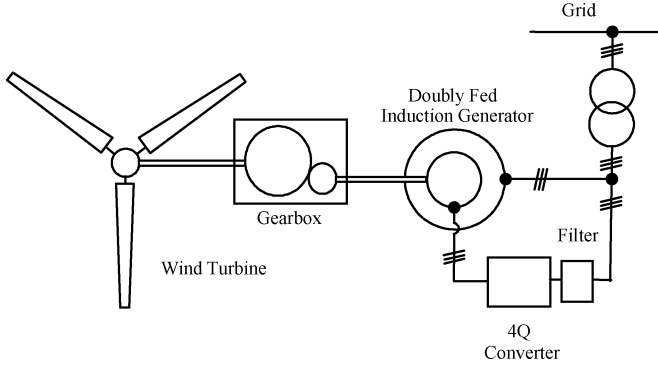 Grid
Doubly Fed
Induction Generator
Gearbox
Filter
Wind Turbine
4Q
Converter